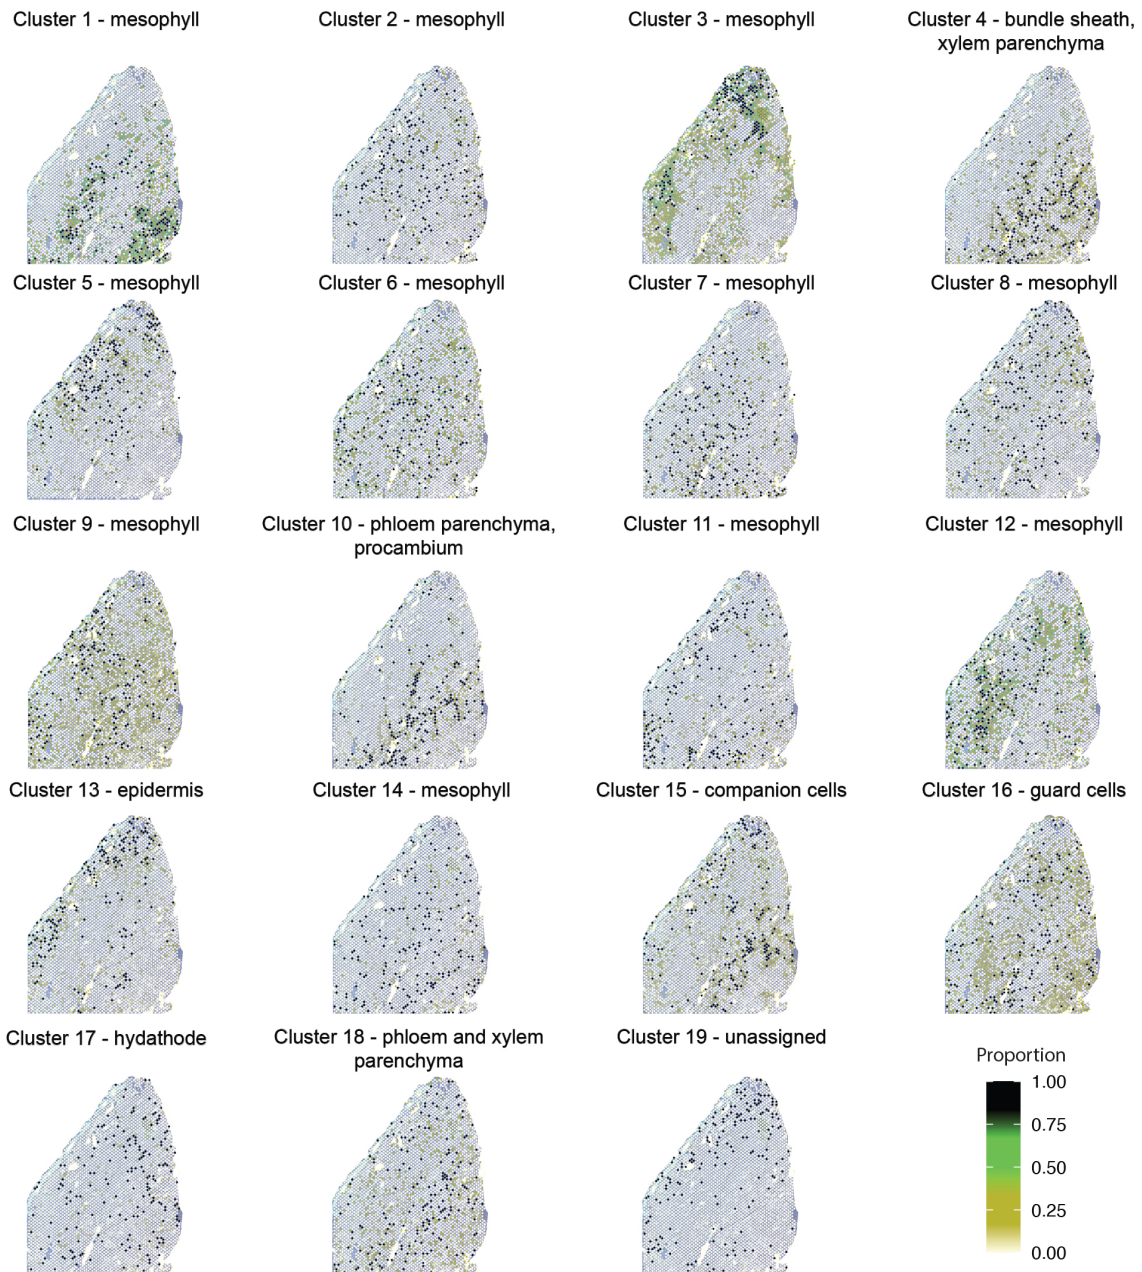 Cluster 1 - mesophyll
Cluster 2 - mesophyll
Cluster 3 - mesophyll
Cluster 4 - bundle sheath,
xylem parenchyma
Cluster 5 - mesophyll
Cluster 6 - mesophyll
Cluster 7 - mesophyll
Cluster 8 - mesophyll
Cluster 9 - mesophyll
Cluster 10 - phloem parenchyma,
procambium
Cluster 11 - mesophyll
Cluster 12 - mesophyll
Cluster 13 - epidermis
Cluster 14 - mesophyll
Cluster 15 - companion cells
Cluster 16 - guard cells
Cluster 17 - hydathode
Cluster 18 - phloem and xylem
parenchyma
Cluster 19 - unassigned
Proportion
1.00
0.75
0.50
0.25
0.00